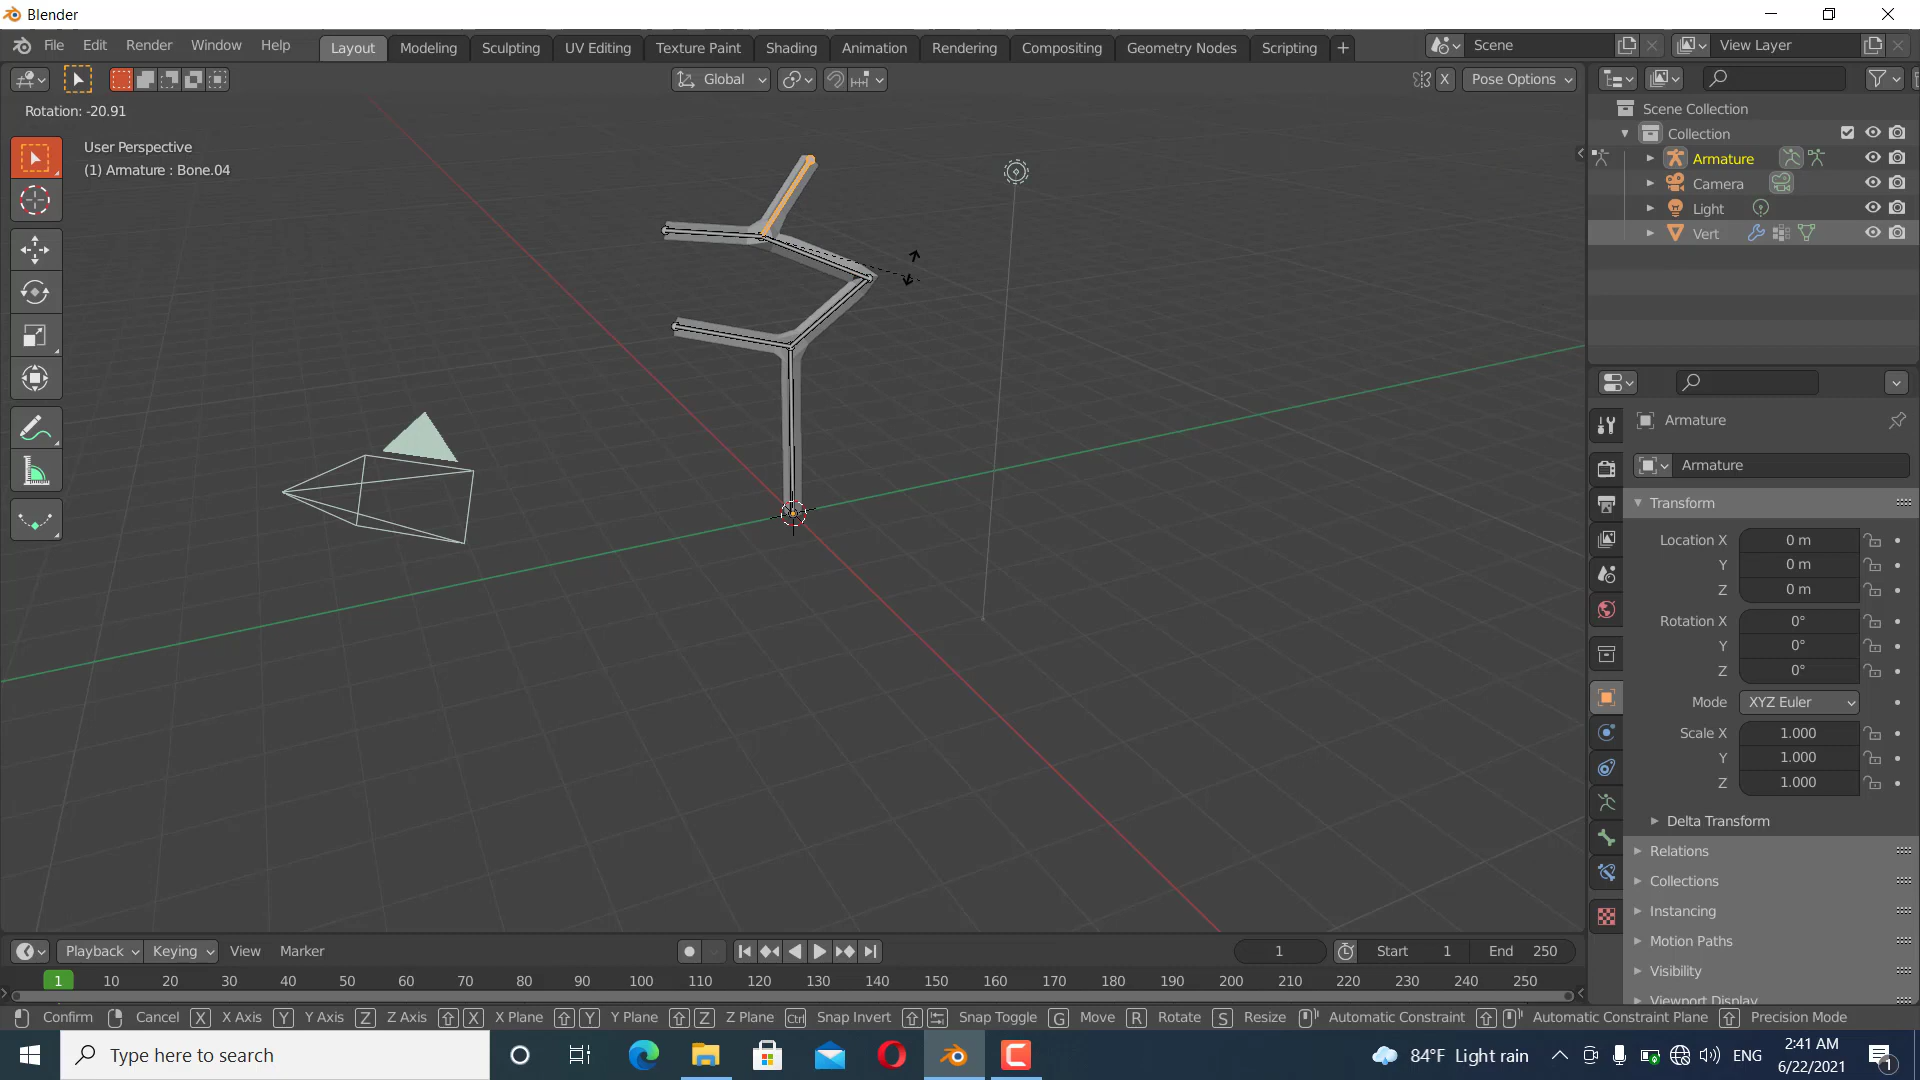 Blender
File Edit Render Window Help
Layout Modeling Sculpting UV Editing Texture Paint Shading Animation Rendering Compositing Geometry Nodes Scripting +
Scene
View Layer
Global
X
Pose Options
Rotation: -20.91
User Perspective
(1) Armature : Bone.04
Scene Collection
Collection
Armature
Camera
Light
Vert
Armature
Armature
Transform
Location X 0 m
Y 0 m
Z 0 m
Rotation X 0°
Y 0°
Z 0°
Mode XYZ Euler
Scale X 1.000
Y 1.000
Z 1.000
Delta Transform
Relations
Collections
Instancing
Motion Paths
Visibility
Viewport Display
Playback Keying View Marker
1 Start 1 End 250
1 10 20 30 40 50 60 70 80 90 100 110 120 130 140 150 160 170 180 190 200 210 220 230 240 250
Confirm Cancel X X Axis Y Y Axis Z Z Axis X X Plane Y Y Plane Z Z Plane Ctrl Snap Invert Snap Toggle G Move R Rotate S Resize Automatic Constraint Automatic Constraint Plane Precision Mode
Type here to search
84°F Light rain
ENG
2:41 AM
6/22/2021
1